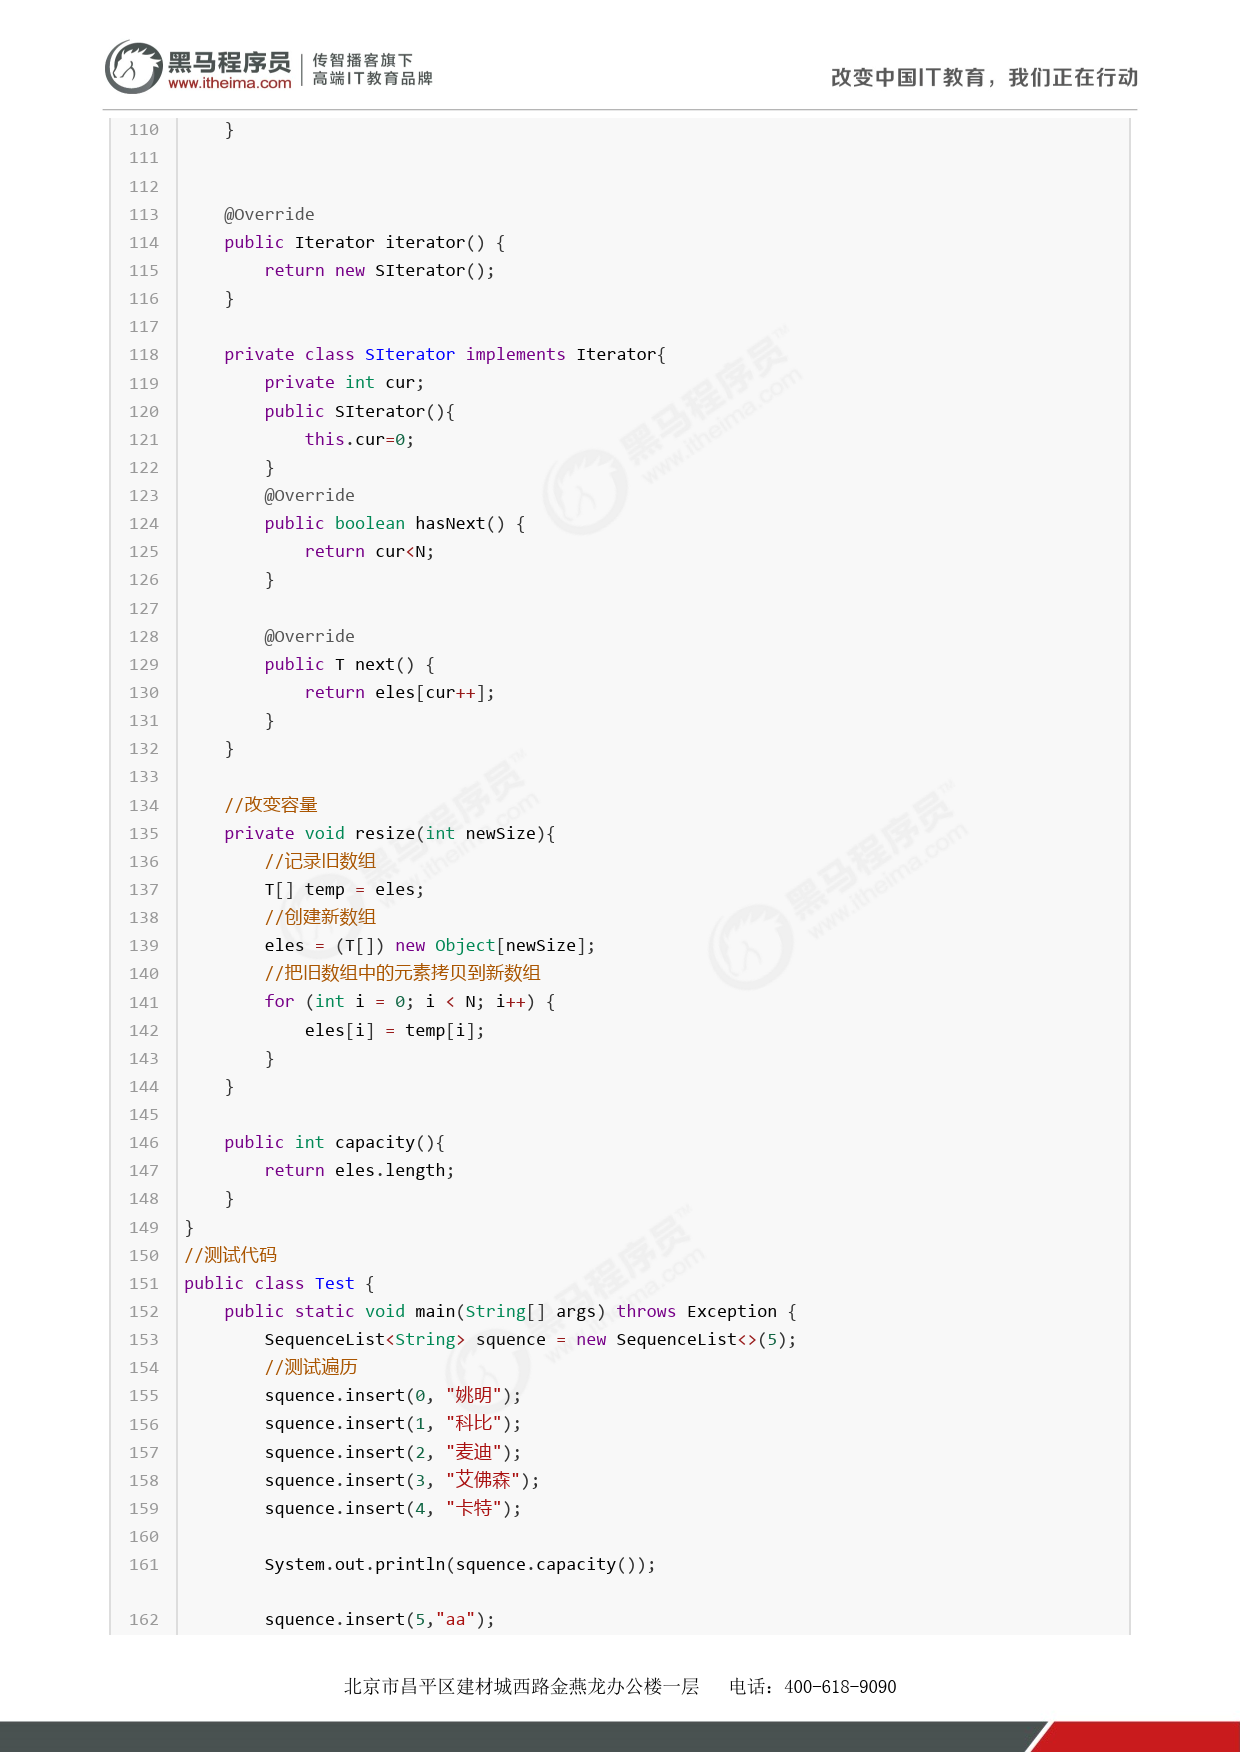 黑马程序员
www.itheima.com
传智播客旗下
高端IT教育品牌
改变中国IT教育，我们正在行动
110     }
111
112
113     @Override
114     public Iterator iterator() {
115         return new SIterator();
116     }
117
118     private class SIterator implements Iterator{
119         private int cur;
120         public SIterator(){
121             this.cur=0;
122         }
123         @Override
124         public boolean hasNext() {
125             return cur<N;
126         }
127
128         @Override
129         public T next() {
130             return eles[cur++];
131         }
132     }
133
134     //改变容量
135     private void resize(int newSize){
136         //记录旧数组
137         T[] temp = eles;
138         //创建新数组
139         eles = (T[]) new Object[newSize];
140         //把旧数组中的元素拷贝到新数组
141         for (int i = 0; i < N; i++) {
142             eles[i] = temp[i];
143         }
144     }
145
146     public int capacity(){
147         return eles.length;
148     }
149 }
150 //测试代码
151 public class Test {
152     public static void main(String[] args) throws Exception {
153         SequenceList<String> squence = new SequenceList<>(5);
154         //测试遍历
155         squence.insert(0, "姚明");
156         squence.insert(1, "科比");
157         squence.insert(2, "麦迪");
158         squence.insert(3, "艾佛森");
159         squence.insert(4, "卡特");
160
161         System.out.println(squence.capacity());
162         squence.insert(5,"aa");
北京市昌平区建材城西路金燕龙办公楼一层 电话：400-618-9090